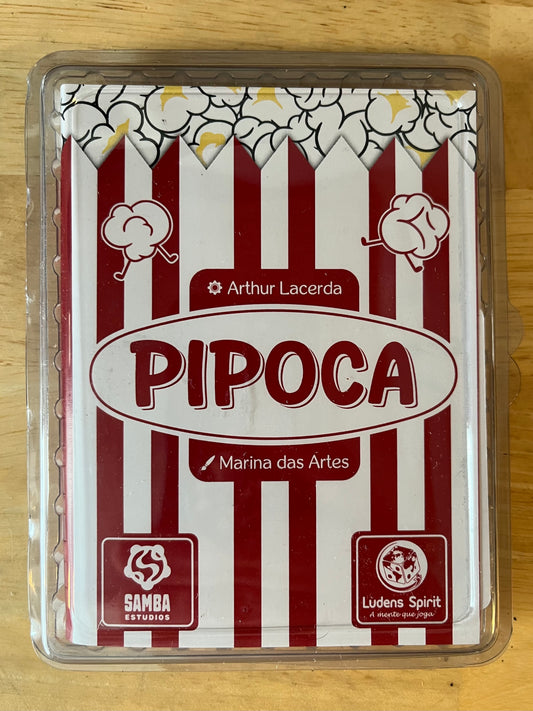 Arthur Lacerda
PIPOCA
Marina das Artes
SAMBA
ESTUDIOS
Ludens Spirit
A mente que joga